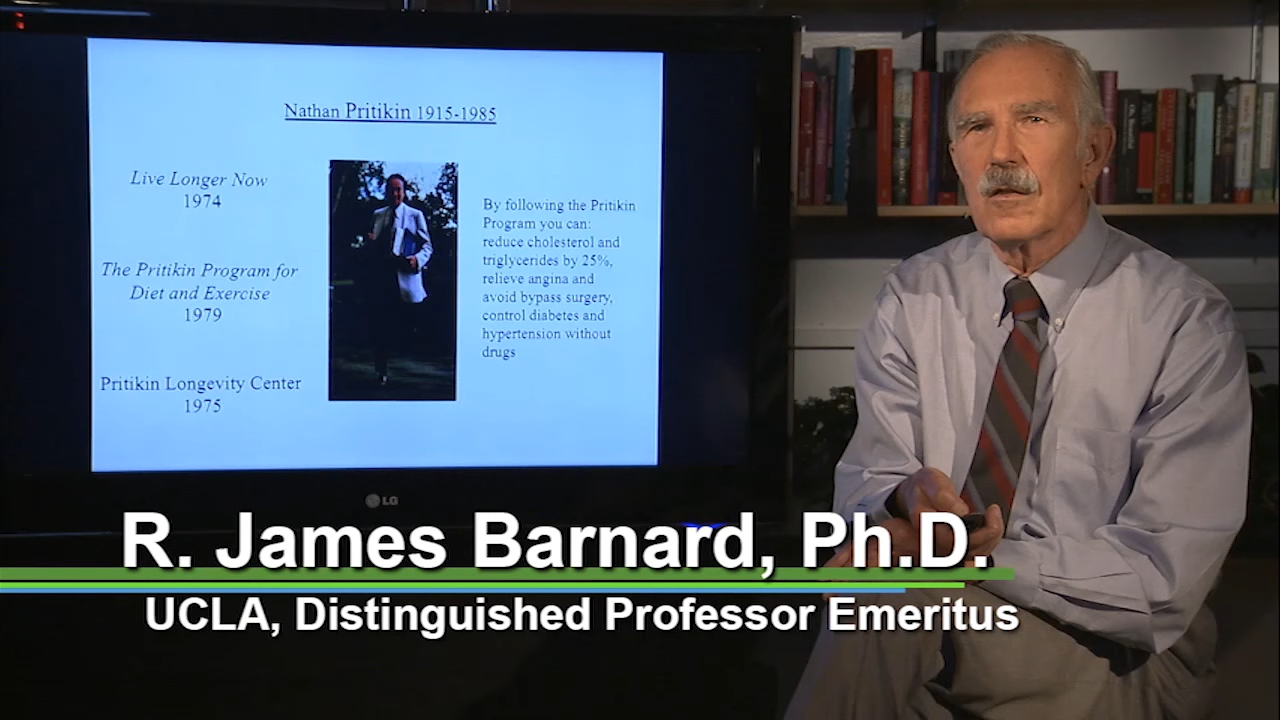 Nathan Pritikin 1915-1985
Live Longer Now
1974
The Pritikin Program for
Diet and Exercise
1979
Pritikin Longevity Center
1975
By following the Pritikin
Program you can:
reduce cholesterol and
triglycerides by 25%,
relieve angina and
avoid bypass surgery,
control diabetes and
hypertension without
drugs
LG
R. James Barnard, Ph.D.
UCLA, Distinguished Professor Emeritus